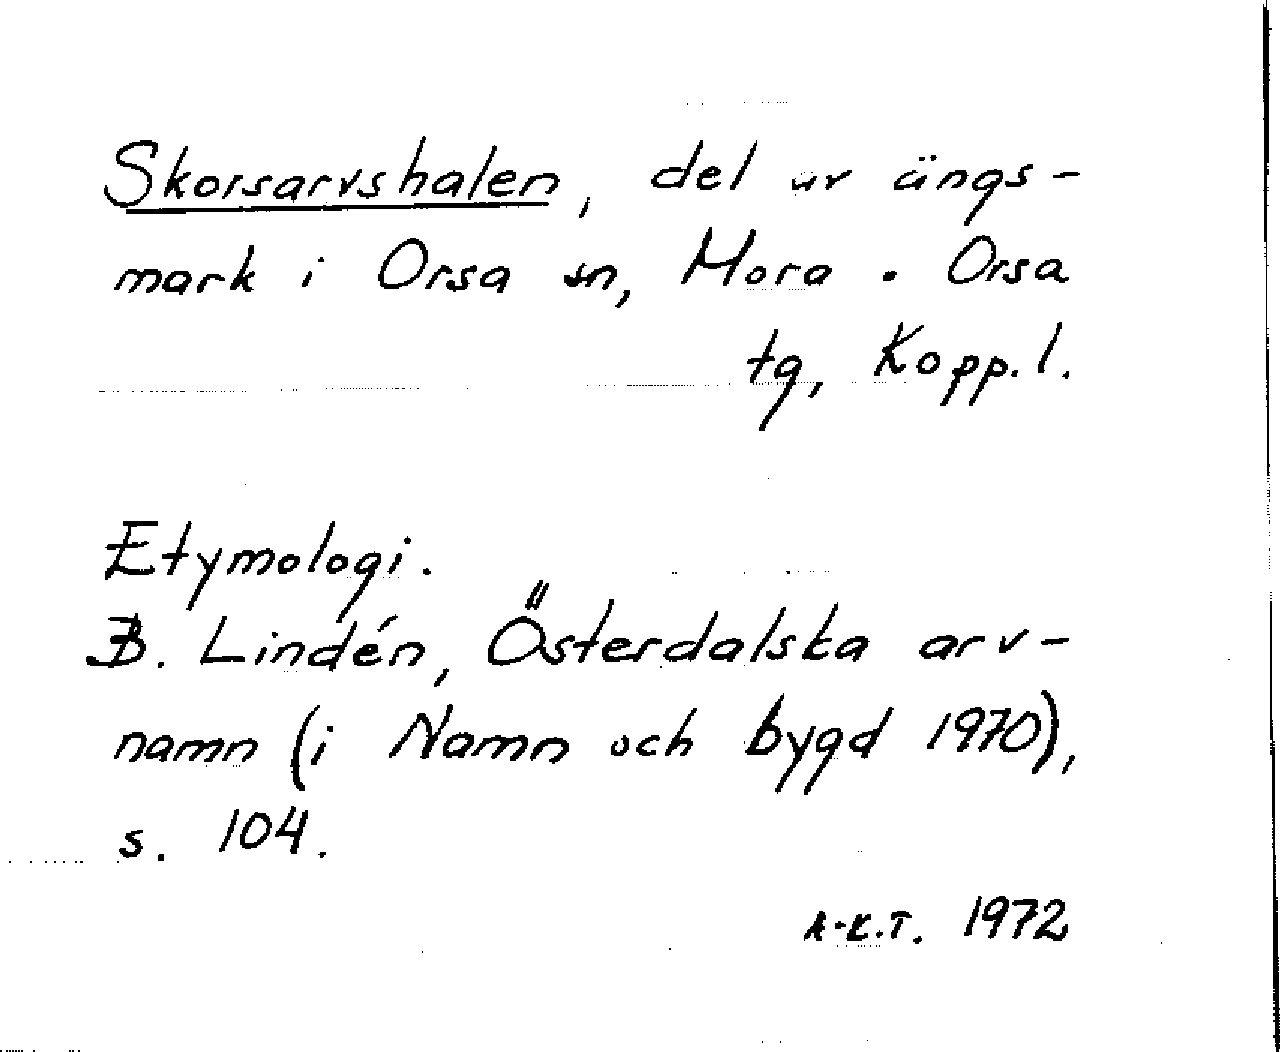 Skorsarvshalen, del av ängs-
mark i Orsa sn, Mora o. Orsa
tg, Kopp. l.
Etymologi.
B. Lindén, Österdalska arv-
namn (i Namn och bygd 1970),
s. 104.
A-K.T. 1972